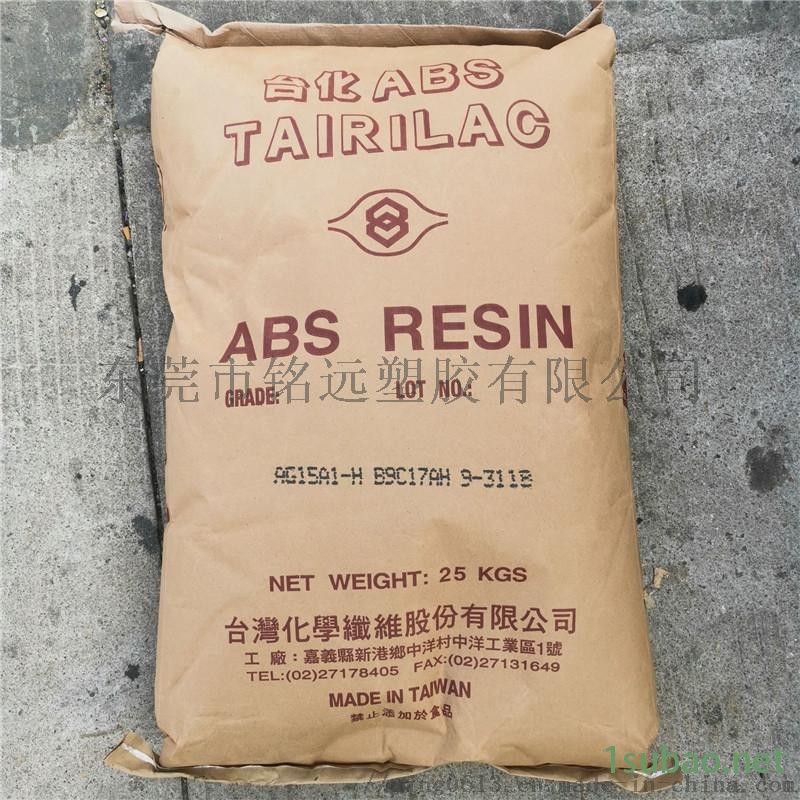 台化ABS
TAIRILAC
ABS RESIN
东莞市铭远塑胶有限公司
GRADE: LOT NO.:
AG15A1-H B9C17AH 9-311B
NET WEIGHT: 25 KGS
台灣化學纖維股份有限公司
工 廠：嘉義縣新港鄉中洋村中洋工業區1號
TEL:(02)27178405 FAX:(02)27131649
MADE IN TAIWAN
禁止添加於食品
1subao.net